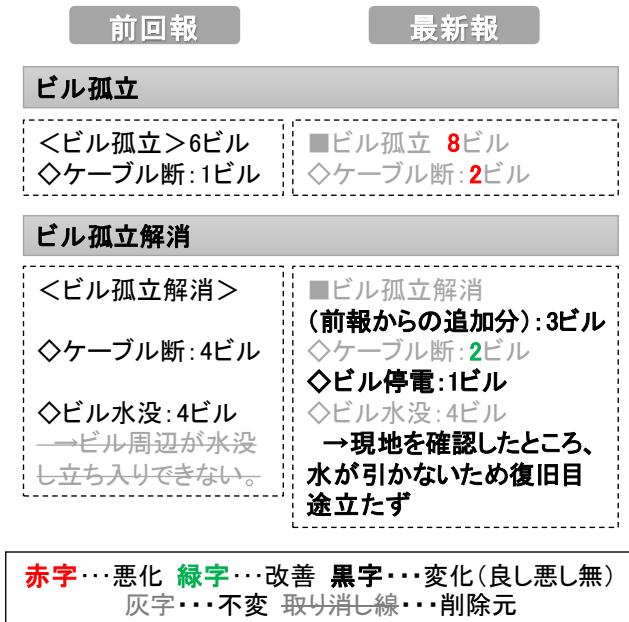 前回報
最新報
ビル孤立
＜ビル孤立＞6ビル
◇ケーブル断：1ビル
■ビル孤立 8ビル
◇ケーブル断：2ビル
ビル孤立解消
＜ビル孤立解消＞
◇ケーブル断：4ビル
◇ビル水没：4ビル
→ビル周辺が水没
し立ち入りできない。
■ビル孤立解消
（前報からの追加分）：3ビル
◇ケーブル断：2ビル
◇ビル停電：1ビル
◇ビル水没：4ビル
→現地を確認したところ、
水が引かないため復旧目
途立たず
赤字･･･悪化 緑字･･･改善 黒字･･･変化（良し悪し無）
灰字･･･不変 取り消し線･･･削除元